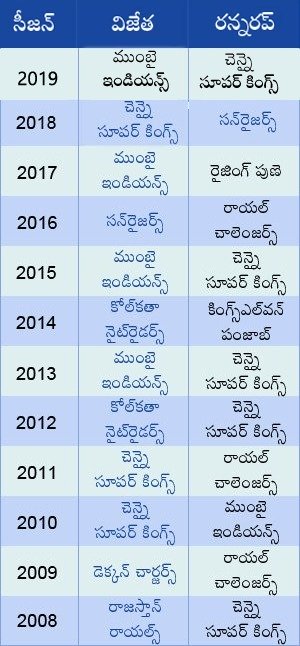 సీజన్ విజేత రన్నరప్
2019 ముంబై ఇండియన్స్ చెన్నై సూపర్ కింగ్స్
2018 చెన్నై సూపర్ కింగ్స్ సన్‌రైజర్స్
2017 ముంబై ఇండియన్స్ రైజింగ్ పుణె
2016 సన్‌రైజర్స్ రాయల్ చాలెంజర్స్
2015 ముంబై ఇండియన్స్ చెన్నై సూపర్ కింగ్స్
2014 కోల్‌కతా నైట్‌రైడర్స్ కింగ్స్‌ఎల్‌వన్ పంజాబ్
2013 ముంబై ఇండియన్స్ చెన్నై సూపర్ కింగ్స్
2012 కోల్‌కతా నైట్‌రైడర్స్ చెన్నై సూపర్ కింగ్స్
2011 చెన్నై సూపర్ కింగ్స్ రాయల్ చాలెంజర్స్
2010 చెన్నై సూపర్ కింగ్స్ ముంబై ఇండియన్స్
2009 డెక్కన్ చార్జర్స్ రాయల్ చాలెంజర్స్
2008 రాజస్తాన్ రాయల్స్ చెన్నై సూపర్ కింగ్స్